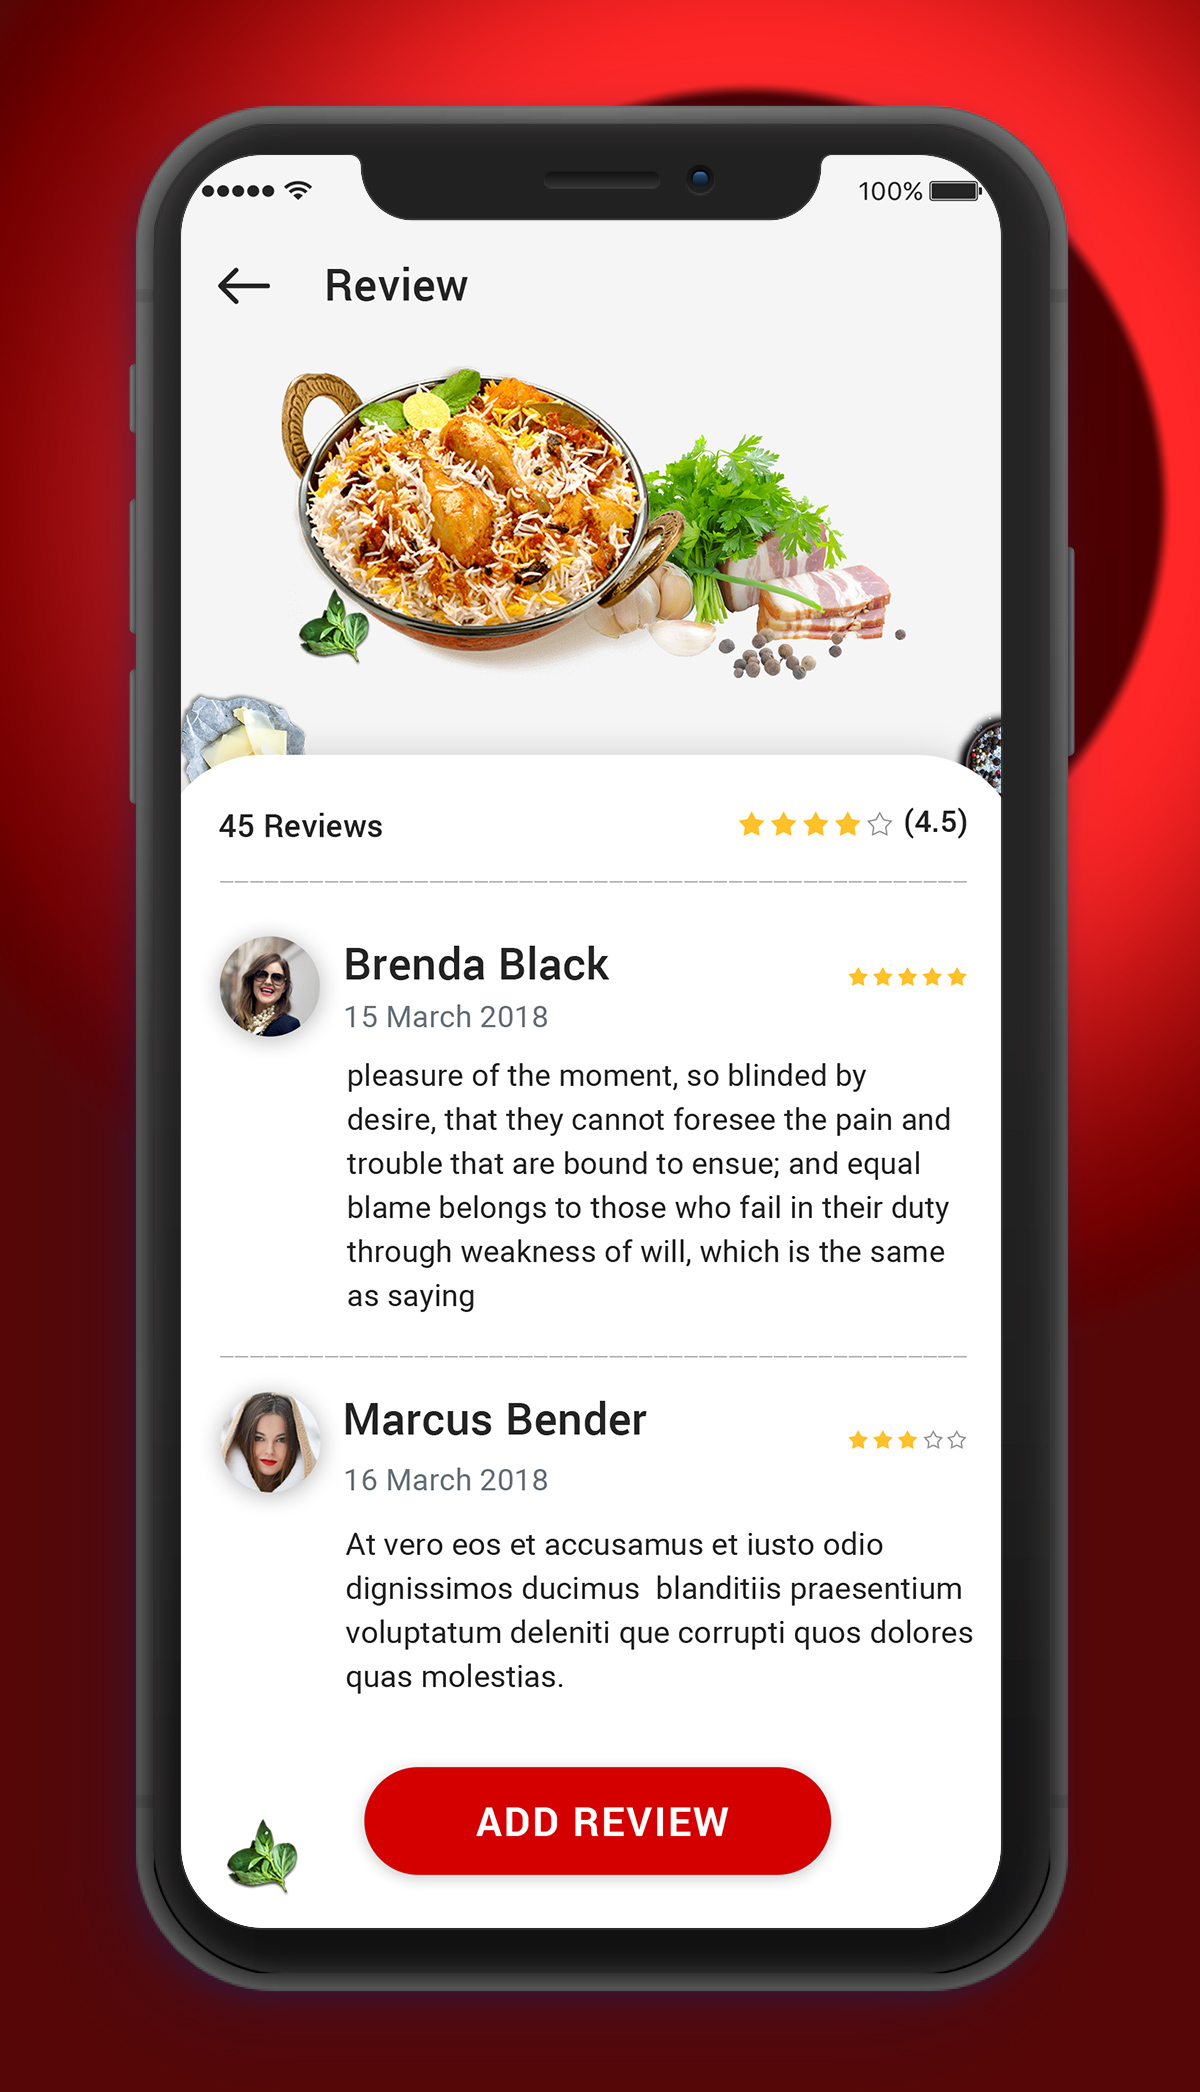 100%
Review
45 Reviews
(4.5)
Brenda Black
15 March 2018
pleasure of the moment, so blinded by
desire, that they cannot foresee the pain and
trouble that are bound to ensue; and equal
blame belongs to those who fail in their duty
through weakness of will, which is the same
as saying
Marcus Bender
16 March 2018
At vero eos et accusamus et iusto odio
dignissimos ducimus  blanditiis praesentium
voluptatum deleniti que corrupti quos dolores
quas molestias.
ADD REVIEW